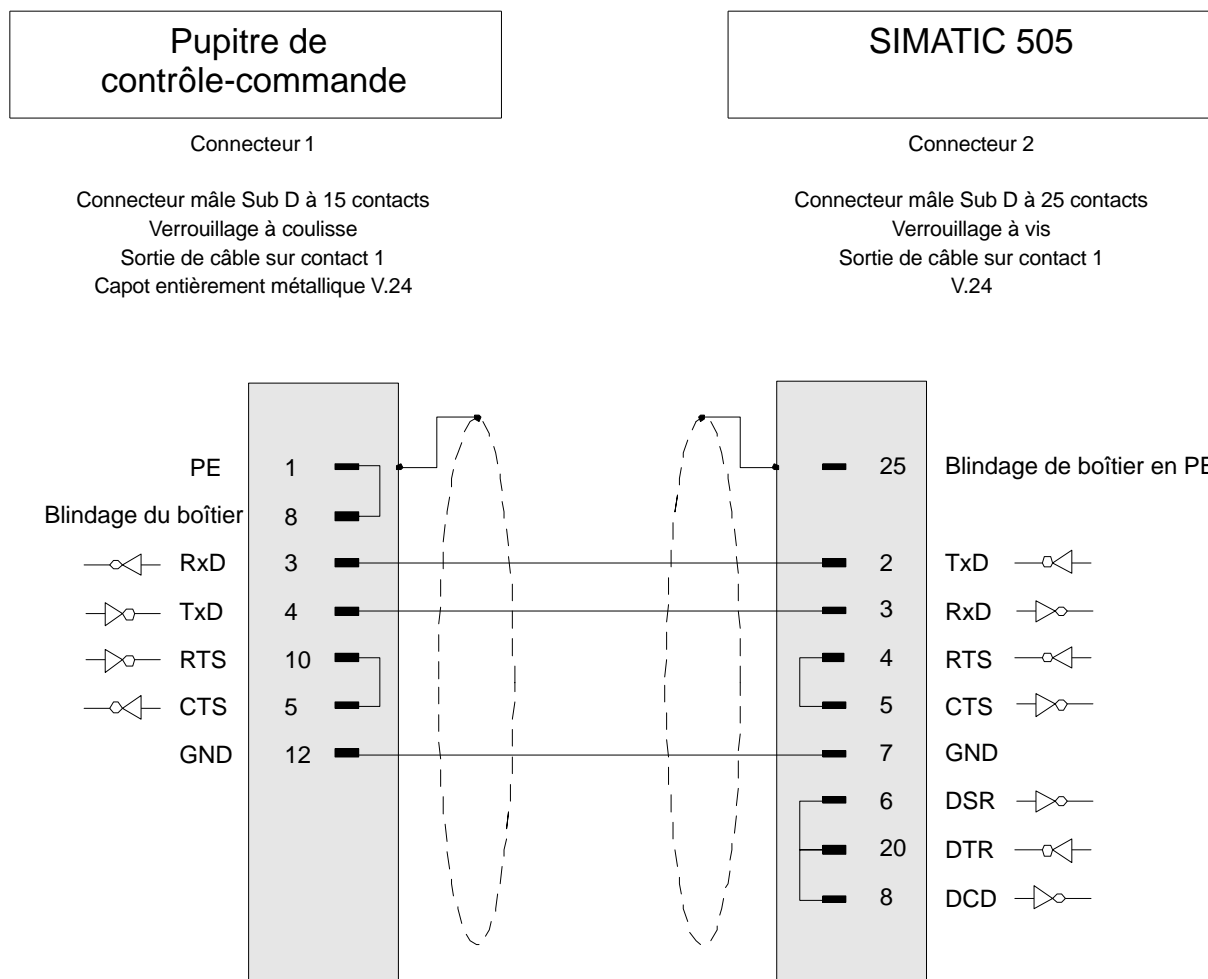 Pupitre de
contrôle-commande
Connecteur 1
Connecteur mâle Sub D à 15 contacts
Verrouillage à coulisse
Sortie de câble sur contact 1
Capot entièrement métallique V.24
SIMATIC 505
Connecteur 2
Connecteur mâle Sub D à 25 contacts
Verrouillage à vis
Sortie de câble sur contact 1
V.24
PE 1 25 Blindage de boîtier en PE
Blindage du boîtier 8
RxD 3 2 TxD
TxD 4 3 RxD
RTS 10 4 RTS
CTS 5 5 CTS
GND 12 7 GND
6 DSR
20 DTR
8 DCD